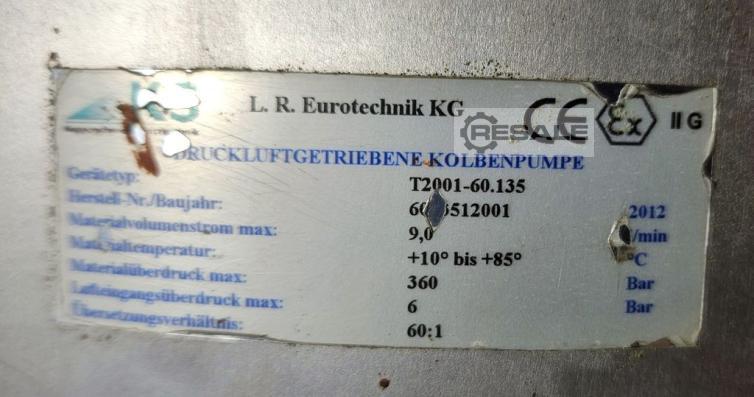 L. R. Eurotechnik KG CE Ex II G
RESALE
DRUCKLUFTGETRIEBENE KOLBENPUMPE
Gerätetyp: T2001-60.135
Herstell-Nr./Baujahr: 2012
Materialvolumenstrom max: 9,0 l/min
Materialtemperatur: +10° bis +85° °C
Materialüberdruck max: 360 Bar
Lufteingangsüberdruck max: 6 Bar
Übersetzungsverhältnis: 60:1